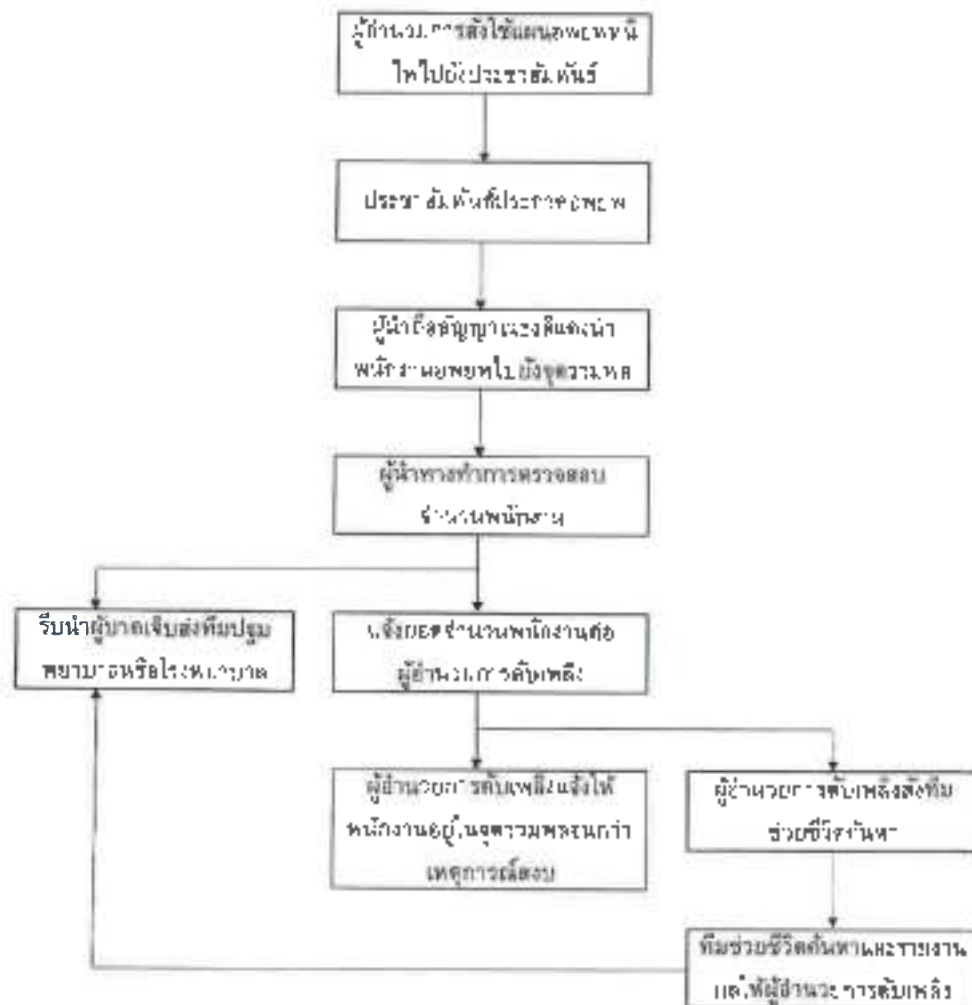 ผู้อำนวยการสั่งใช้แผนอพยพหนี
ไฟไปยังประชาสัมพันธ์
ประชาสัมพันธ์ประกาศอพยพ
ผู้นำถือสัญญาณธงสีแดงนำ
พนักงานอพยพไปยังจุดรวมพล
ผู้นำทางทำการตรวจสอบ
จำนวนพนักงาน
รีบนำผู้บาดเจ็บส่งทีมปฐม
พยาบาลหรือโรงพยาบาล
แจ้งยอดจำนวนพนักงานต่อ
ผู้อำนวยการดับเพลิง
ผู้อำนวยการดับเพลิงแจ้งให้
พนักงานอยู่ในจุดรวมพลจนกว่า
เหตุการณ์สงบ
ผู้อำนวยการดับเพลิงสั่งทีม
ช่วยชีวิตค้นหา
ทีมช่วยชีวิตค้นหาและรายงาน
ผลให้ผู้อำนวยการดับเพลิง